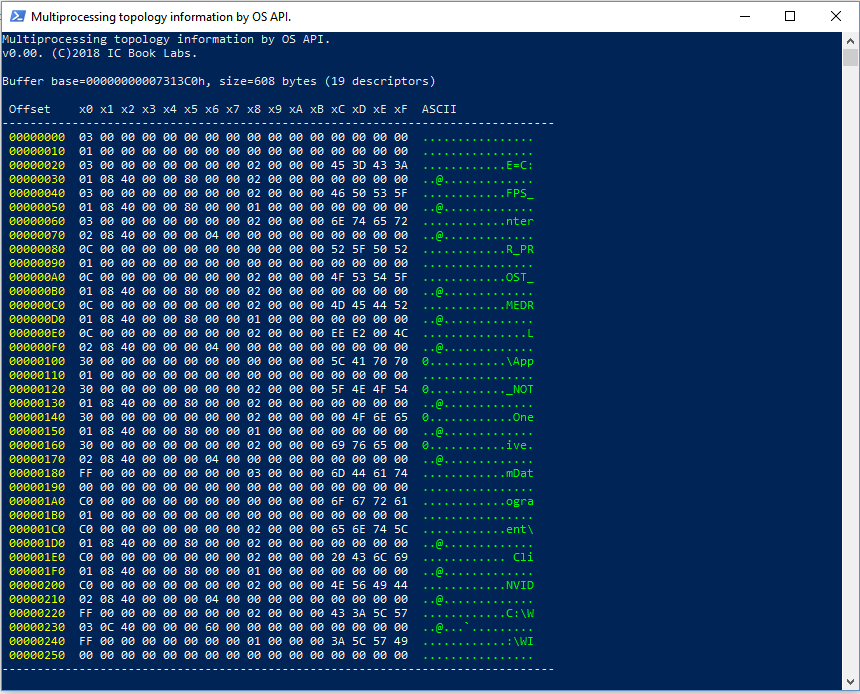 Multiprocessing topology information by OS API.
Multiprocessing topology information by OS API.
v0.00. (C)2018 IC Book Labs.
Buffer base=00000000007313C0h, size=608 bytes (19 descriptors)
Offset x0 x1 x2 x3 x4 x5 x6 x7 x8 x9 xA xB xC xD xE xF ASCII
--------------------------------------------------------------------------------
00000000 03 00 00 00 00 00 00 00 00 00 00 00 00 00 00 00 ................
00000010 01 00 00 00 00 00 00 00 00 00 00 00 00 00 00 00 ................
00000020 03 00 00 00 00 00 00 00 02 00 00 00 45 3D 43 3A ............E=C:
00000030 01 08 40 00 00 80 00 00 00 00 00 00 00 00 00 00 ..@.............
00000040 03 00 00 00 00 00 00 00 02 00 00 00 46 50 53 5F ............FPS_
00000050 01 08 40 00 00 80 00 00 01 00 00 00 00 00 00 00 ..@.............
00000060 03 00 00 00 00 00 00 00 02 00 00 00 6E 74 65 72 ............nter
00000070 02 08 40 00 00 00 04 00 00 00 00 00 00 00 00 00 ..@.............
00000080 0C 00 00 00 00 00 00 00 00 00 00 00 52 5F 50 52 ............R_PR
00000090 01 00 00 00 00 00 00 00 00 00 00 00 00 00 00 00 ................
000000A0 0C 00 00 00 00 00 00 00 02 00 00 00 4F 53 54 5F ............OST_
000000B0 01 08 40 00 00 80 00 00 00 00 00 00 00 00 00 00 ..@.............
000000C0 0C 00 00 00 00 00 00 00 02 00 00 00 4D 45 44 52 ............MEDR
000000D0 01 08 40 00 00 80 00 00 01 00 00 00 00 00 00 00 ..@.............
000000E0 0C 00 00 00 00 00 00 00 02 00 00 00 EE E2 00 4C ...............L
000000F0 02 08 40 00 00 00 04 00 00 00 00 00 00 00 00 00 ..@.............
00000100 30 00 00 00 00 00 00 00 00 00 00 00 5C 41 70 70 0...........\App
00000110 01 00 00 00 00 00 00 00 00 00 00 00 00 00 00 00 ................
00000120 30 00 00 00 00 00 00 00 02 00 00 00 5F 4E 4F 54 0..........._NOT
00000130 01 08 40 00 00 80 00 00 00 00 00 00 00 00 00 00 ..@.............
00000140 30 00 00 00 00 00 00 00 02 00 00 00 00 4F 6E 65 0............One
00000150 01 08 40 00 00 80 00 00 01 00 00 00 00 00 00 00 ..@.............
00000160 30 00 00 00 00 00 00 00 02 00 00 00 69 76 65 00 0...........ive.
00000170 02 08 40 00 00 00 04 00 00 00 00 00 00 00 00 00 ..@.............
00000180 FF 00 00 00 00 00 00 00 03 00 00 00 6D 44 61 74 ............mDat
00000190 00 00 00 00 00 00 00 00 00 00 00 00 00 00 00 00 ................
000001A0 C0 00 00 00 00 00 00 00 00 00 00 00 6F 67 72 61 ............ogra
000001B0 01 00 00 00 00 00 00 00 00 00 00 00 00 00 00 00 ................
000001C0 C0 00 00 00 00 00 00 00 02 00 00 00 65 6E 74 5C ............ent\
000001D0 01 08 40 00 00 80 00 00 00 00 00 00 00 00 00 00 ..@.............
000001E0 C0 00 00 00 00 00 00 00 02 00 00 00 20 43 6C 69 ............ Cli
000001F0 01 08 40 00 00 80 00 00 01 00 00 00 00 00 00 00 ..@.............
00000200 C0 00 00 00 00 00 00 00 02 00 00 00 4E 56 49 44 ............NVID
00000210 02 08 40 00 00 00 04 00 00 00 00 00 00 00 00 00 ..@.............
00000220 FF 00 00 00 00 00 00 00 02 00 00 00 43 3A 5C 57 ............C:\W
00000230 03 0C 40 00 00 00 60 00 00 00 00 00 00 00 00 00 ..@...`.........
00000240 FF 00 00 00 00 00 00 00 01 00 00 00 3A 5C 57 49 ............:\WI
00000250 00 00 00 00 00 00 00 00 00 00 00 00 00 00 00 00 ................
--------------------------------------------------------------------------------